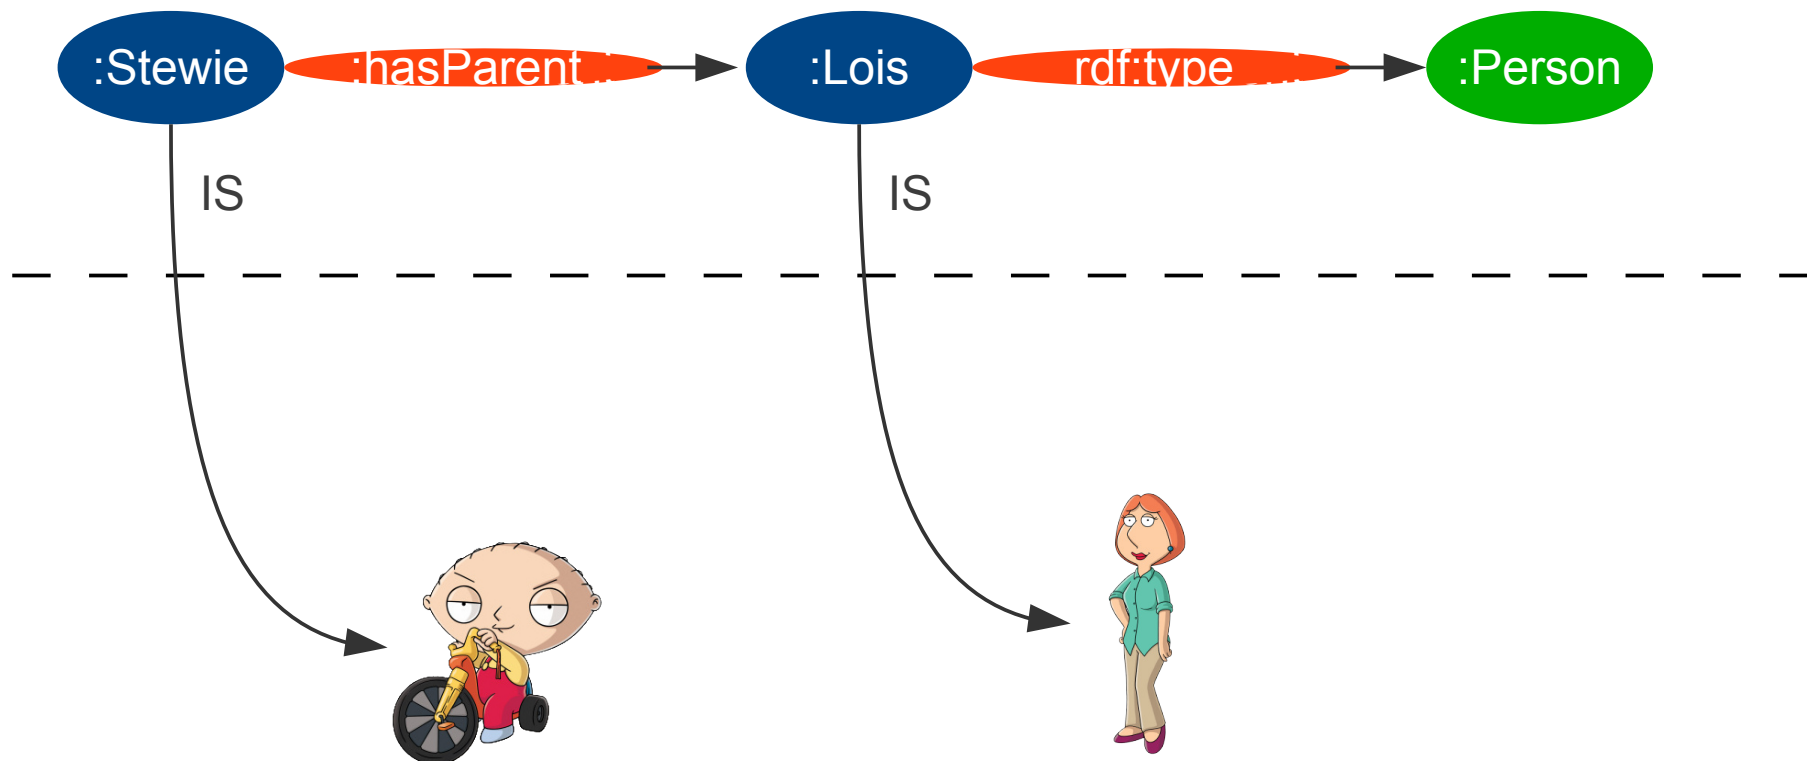 :Stewie :hasParent :Lois rdf:type :Person
IS IS